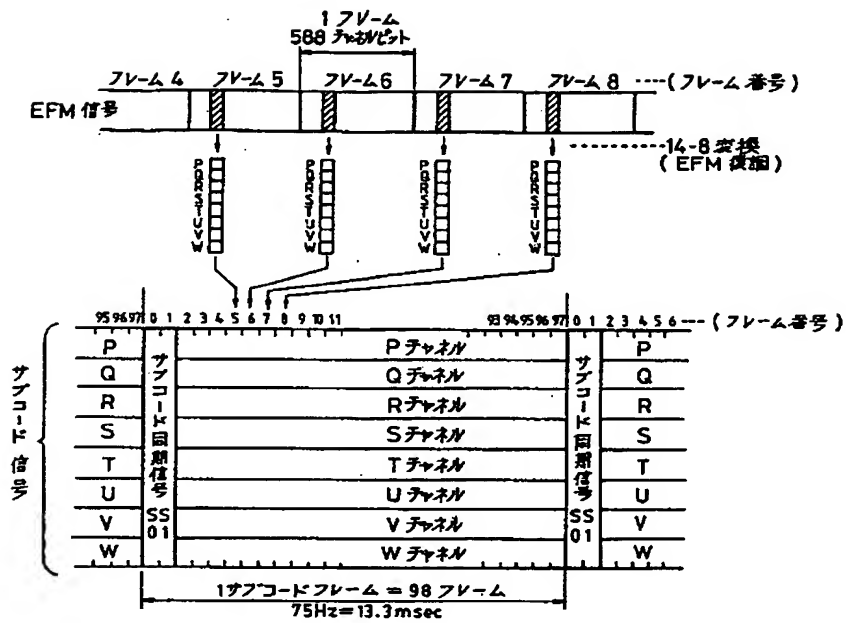 1 フレーム
588 チャネルビット
フレーム 4 フレーム 5 フレーム 6 フレーム 7 フレーム 8 ----(フレーム番号)
EFM 信号
14-8 変換
(EFM 復調)
P Q R S T U V W
P Q R S T U V W
P Q R S T U V W
P Q R S T U V W
95 96 97 0 1 2 3 4 5 6 7 8 9 10 11 93 94 95 96 97 0 1 2 3 4 5 6 --- (フレーム番号)
サブコード信号
サブコード同期信号
SS
01
P Pチャネル P
Q Qチャネル Q
R Rチャネル R
S Sチャネル S
T Tチャネル T
U Uチャネル U
V Vチャネル V
W Wチャネル W
サブコード同期信号
SS
01
1サブコードフレーム = 98 フレーム
75Hz=13.3msec